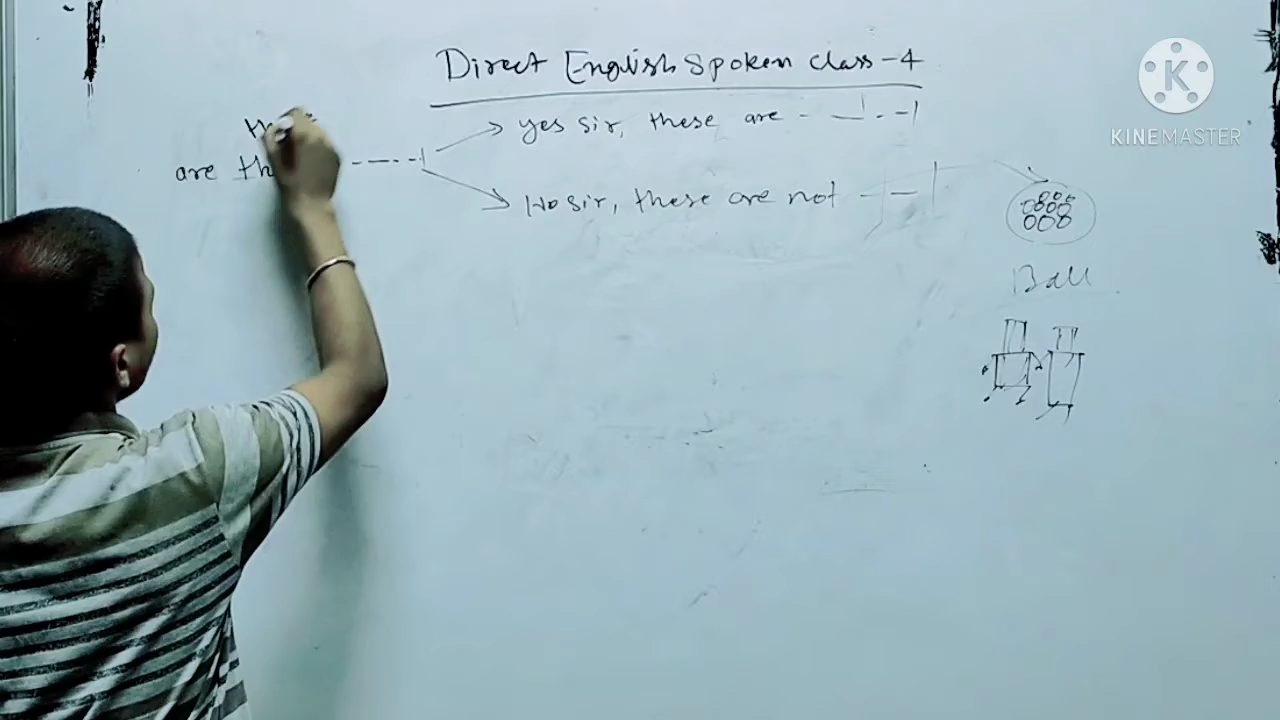 Direct English Spoken class-4
are
yes sir, these are - — . —
No sir, these are not — —
Ball
KINEMASTER